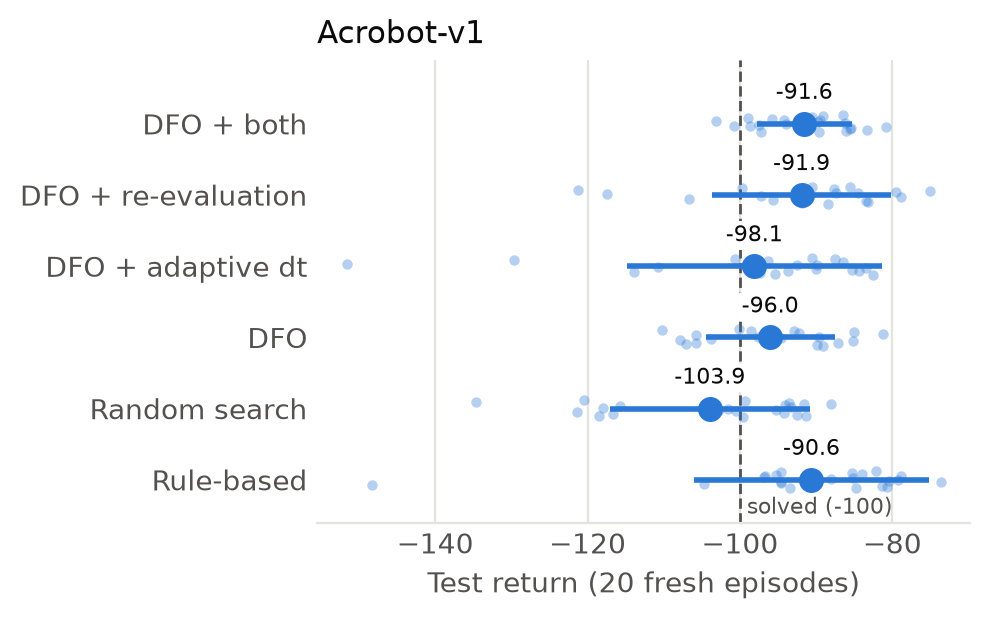 Acrobot-v1
DFO + both
-91.6
DFO + re-evaluation
-91.9
DFO + adaptive dt
-98.1
DFO
-96.0
Random search
-103.9
Rule-based
-90.6
solved (-100)
−140 −120 −100 −80
Test return (20 fresh episodes)